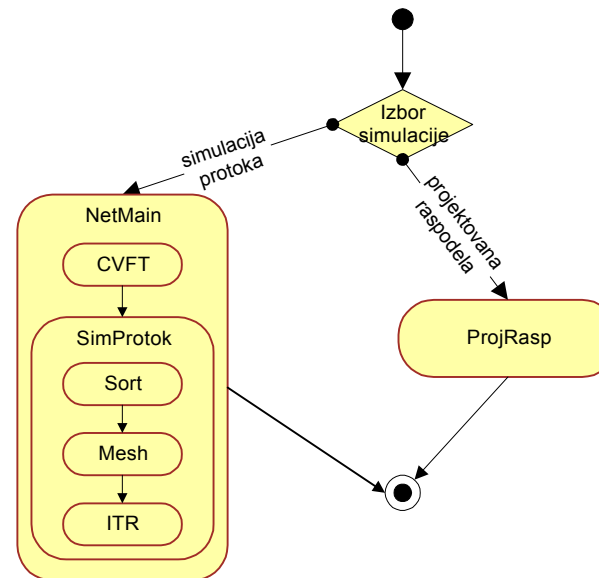 Izbor
simulacije
simulacija
protoka
projektovana
raspodela
NetMain
CVFT
SimProtok
Sort
Mesh
ITR
ProjRasp